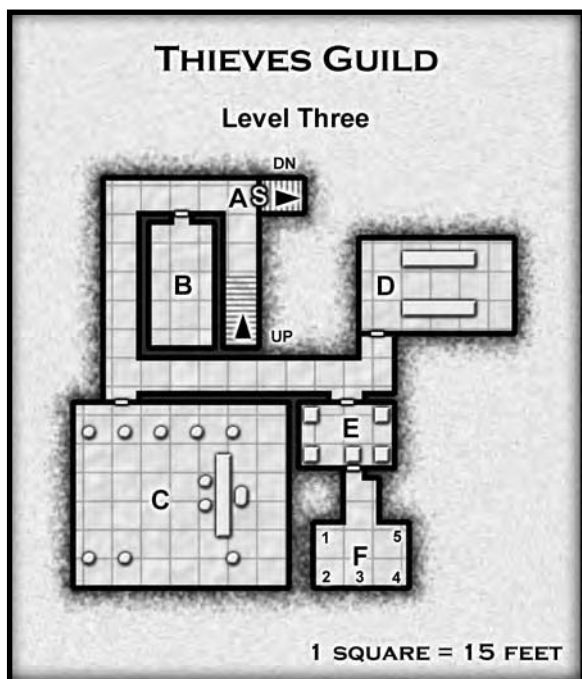 THIEVES GUILD
Level Three
DN
A S
B
D
UP
E
C
1 5
F
2 3 4
1 SQUARE = 15 FEET